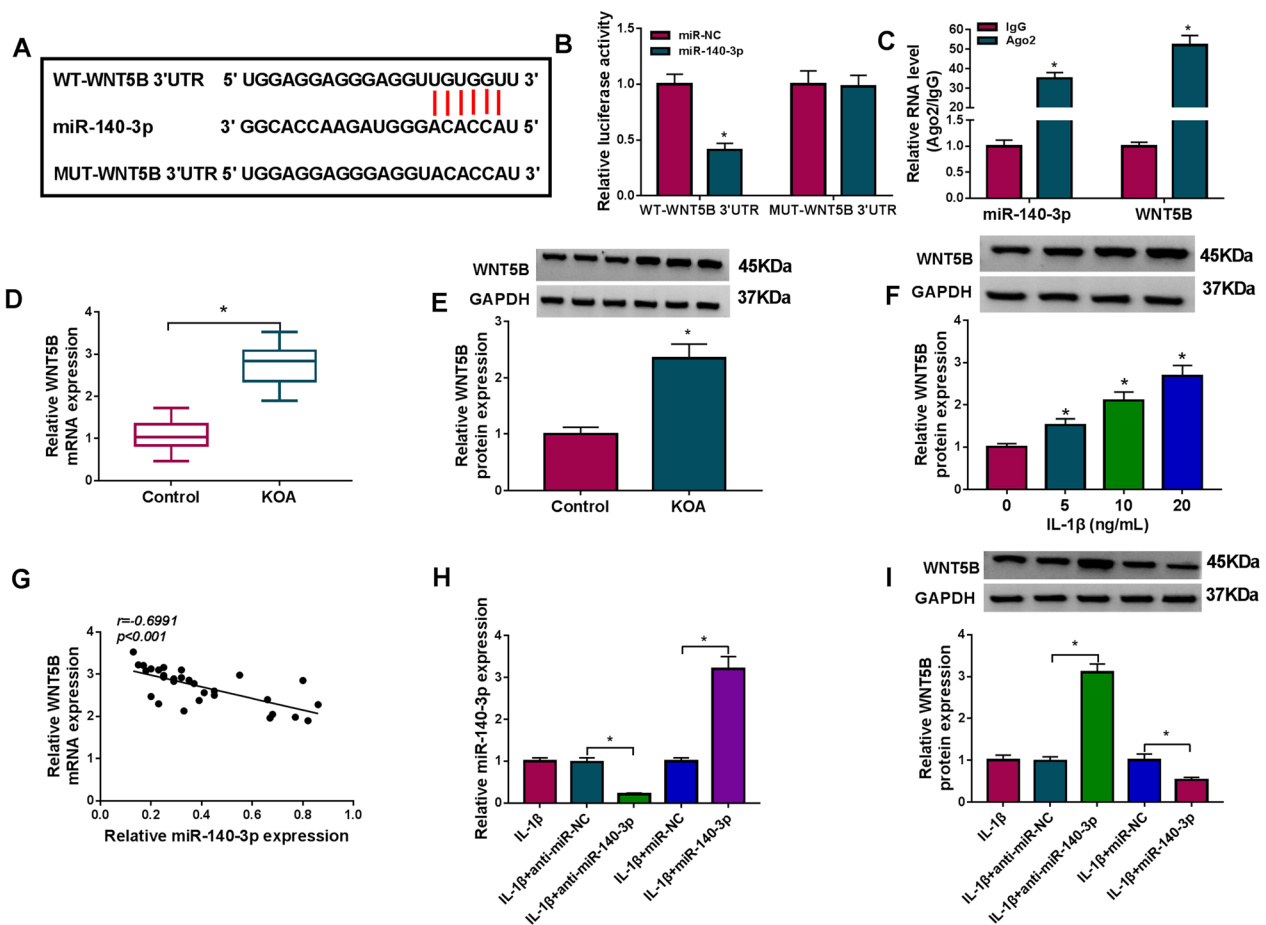 A
WT-WNT5B 3'UTR 5' UGGAGGAGGGAGGUUGUGGUU 3'
miR-140-3p 3' GGCACCAAGAUGGGACACCAU 5'
MUT-WNT5B 3'UTR 5' UGGAGGAGGGAGGUACACCAU 3'
B
Relative luciferase activity
1.5
1.0
0.5
0.0
miR-NC
miR-140-3p
*
WT-WNT5B 3'UTR
MUT-WNT5B 3'UTR
C
Relative RNA level
(Ago2/IgG)
60
50
40
30
20
10
1.5
1.0
0.5
0.0
IgG
Ago2
*
*
miR-140-3p
WNT5B
D
Relative WNT5B
mRNA expression
4
3
2
1
0
*
Control
KOA
E
WNT5B
45KDa
GAPDH
37KDa
Relative WNT5B
protein expression
3
2
1
0
*
Control
KOA
F
WNT5B
45KDa
GAPDH
37KDa
Relative WNT5B
protein expression
4
3
2
1
0
*
*
*
0
5
10
20
IL-1β (ng/mL)
G
r=-0.6991
p<0.001
Relative WNT5B
mRNA expression
4
3
2
1
0
0.0
0.2
0.4
0.6
0.8
1.0
Relative miR-140-3p expression
H
Relative miR-140-3p expression
4
3
2
1
0
*
*
IL-1β
IL-1β+anti-miR-NC
IL-1β+anti-miR-140-3p
IL-1β+miR-NC
IL-1β+miR-140-3p
I
WNT5B
45KDa
GAPDH
37KDa
Relative WNT5B
protein expression
4
3
2
1
0
*
*
IL-1β
IL-1β+anti-miR-NC
IL-1β+anti-miR-140-3p
IL-1β+miR-NC
IL-1β+miR-140-3p